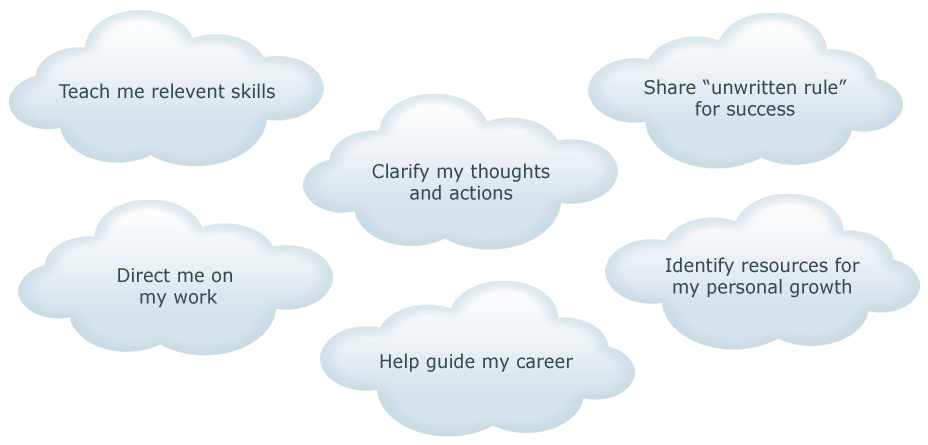 Teach me relevent skills
Share “unwritten rule”
for success
Clarify my thoughts
and actions
Direct me on
my work
Identify resources for
my personal growth
Help guide my career